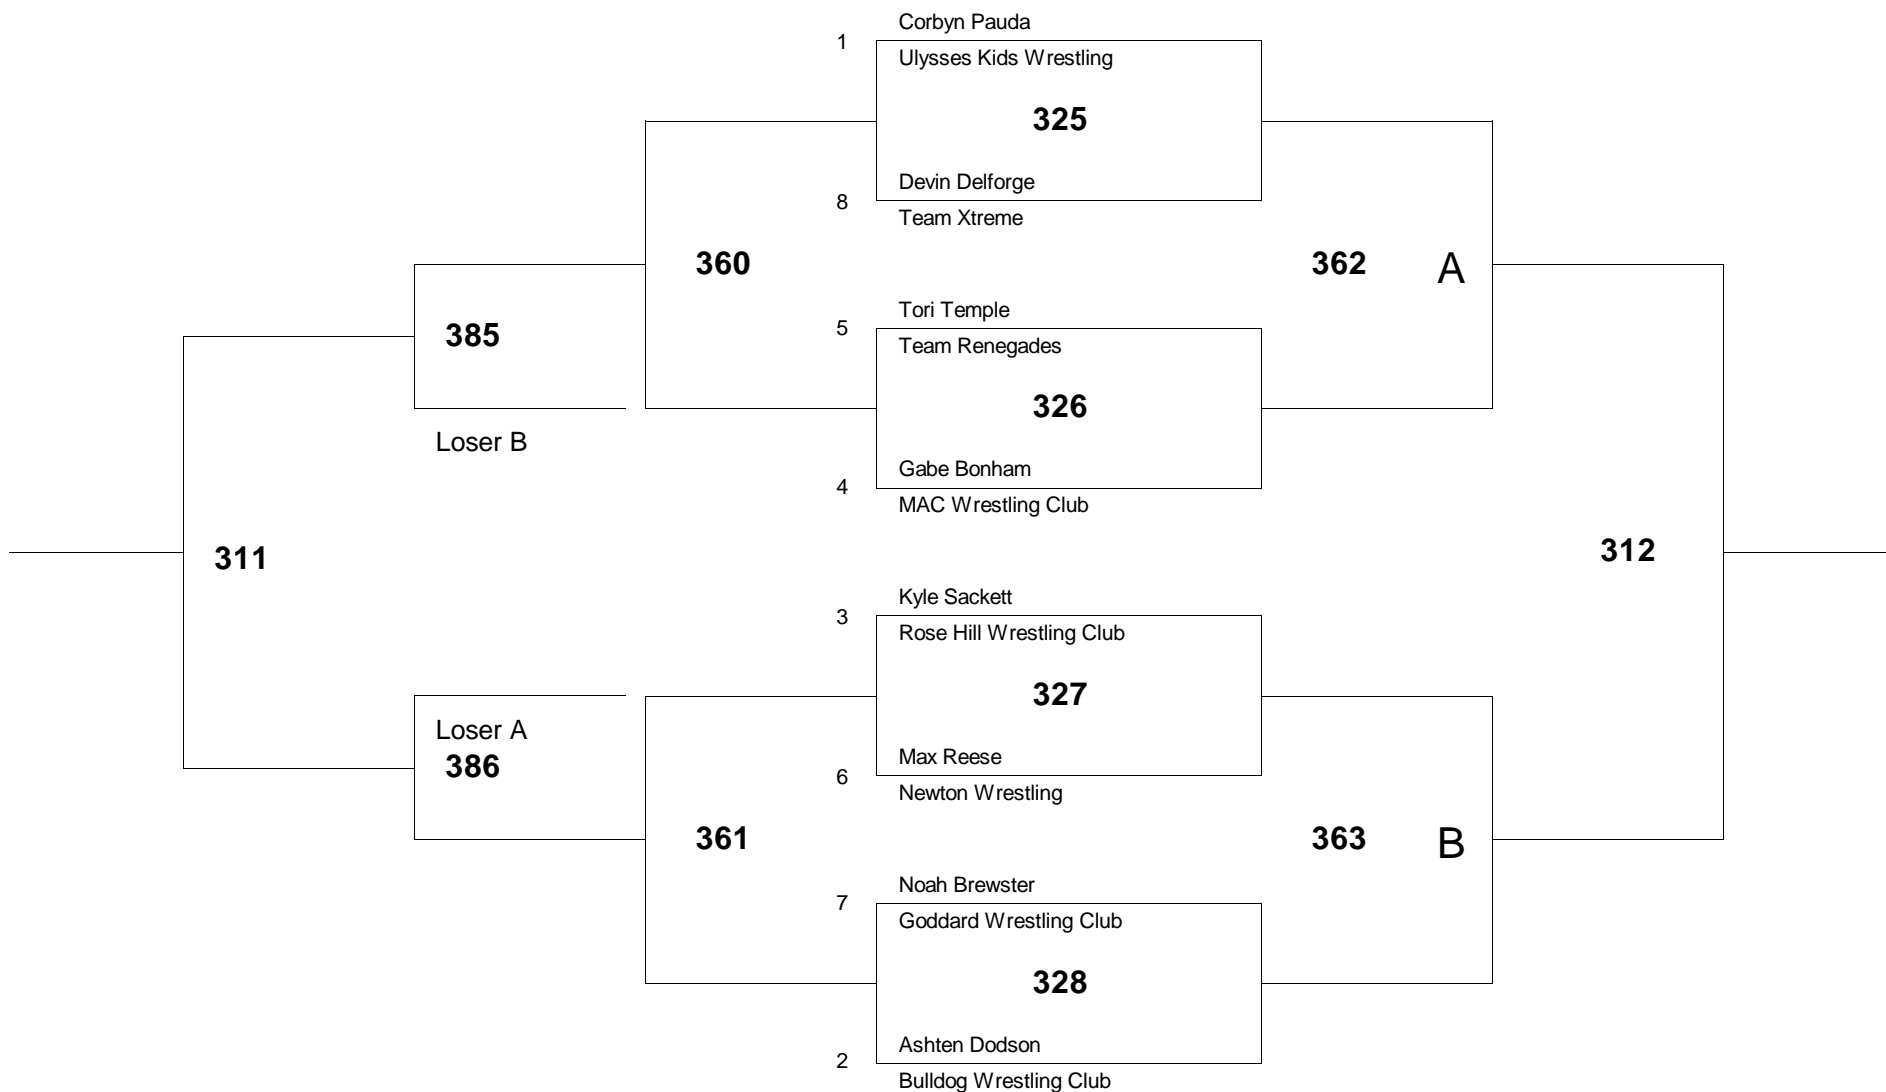 Corbyn Pauda
1
Ulysses Kids Wrestling
325
Devin Delforge
8
Team Xtreme
360
362
A
Tori Temple
5
385
Team Renegades
326
Loser B
Gabe Bonham
4
MAC Wrestling Club
311
312
Kyle Sackett
3
Rose Hill Wrestling Club
327
Loser A
386
Max Reese
6
Newton Wrestling
361
363
B
Noah Brewster
7
Goddard Wrestling Club
328
Ashten Dodson
2
Bulldog Wrestling Club